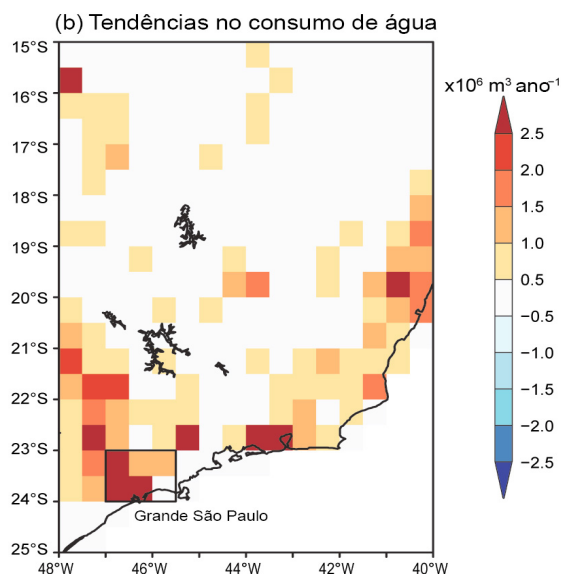 (b) Tendências no consumo de água
x10⁶ m³ ano⁻¹
15°S
16°S
17°S
18°S
19°S
20°S
21°S
22°S
23°S
24°S
25°S
48°W
46°W
44°W
42°W
40°W
Grande São Paulo
2.5
2.0
1.5
1.0
0.5
−0.5
−1.0
−1.5
−2.0
−2.5